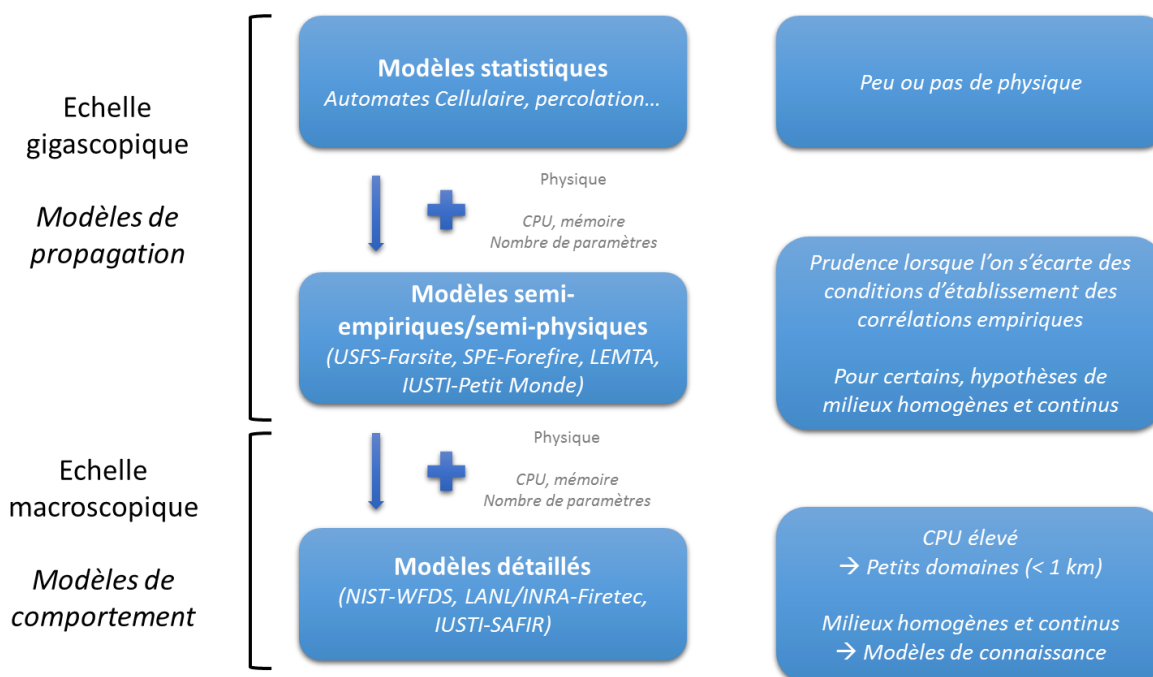 Echelle
gigascopique
Modèles de
propagation
Modèles statistiques
Automates Cellulaire, percolation…
Peu ou pas de physique
Physique
CPU, mémoire
Nombre de paramètres
Modèles semi-
empiriques/semi-physiques
(USFS-Farsite, SPE-Forefire, LEMTA,
IUSTI-Petit Monde)
Prudence lorsque l’on s’écarte des
conditions d’établissement des
corrélations empiriques
Pour certains, hypothèses de
milieux homogènes et continus
Echelle
macroscopique
Modèles de
comportement
Physique
CPU, mémoire
Nombre de paramètres
Modèles détaillés
(NIST-WFDS, LANL/INRA-Firetec,
IUSTI-SAFIR)
CPU élevé
→ Petits domaines (< 1 km)
Milieux homogènes et continus
→ Modèles de connaissance